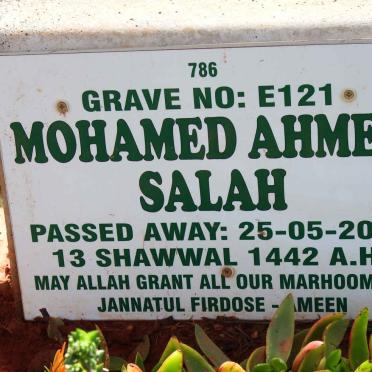 786
GRAVE NO: E121
MOHAMED AHME
SALAH
PASSED AWAY: 25-05-20
13 SHAWWAL 1442 A.H
MAY ALLAH GRANT ALL OUR MARHOOM
JANNATUL FIRDOSE - AMEEN